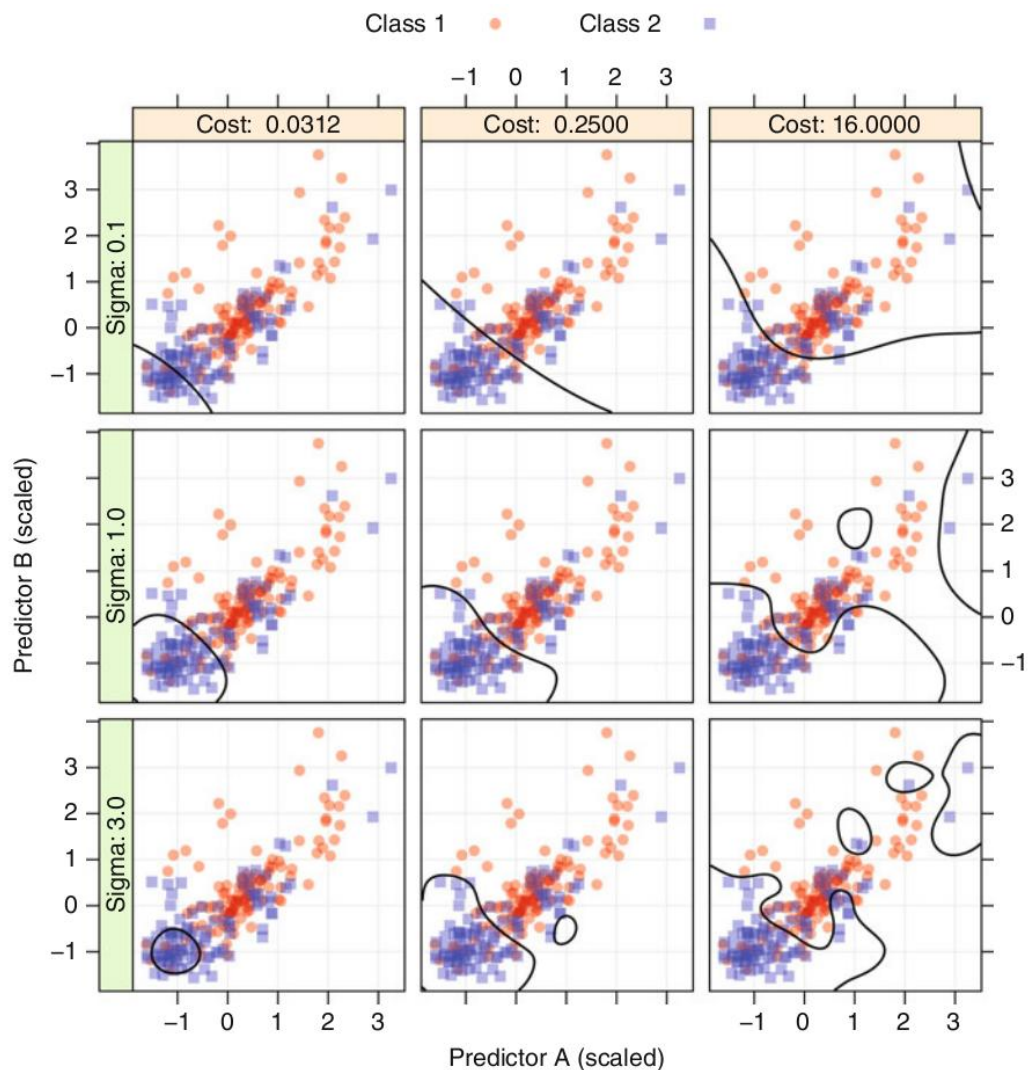 Class 1 Class 2
−1 0 1 2 3
Cost: 0.0312 Cost: 0.2500 Cost: 16.0000
Sigma: 0.1
3
2
1
0
−1
Predictor B (scaled)
Sigma: 1.0
3
2
1
0
−1
Sigma: 3.0
3
2
1
0
−1
−1 0 1 2 3 −1 0 1 2 3
Predictor A (scaled)